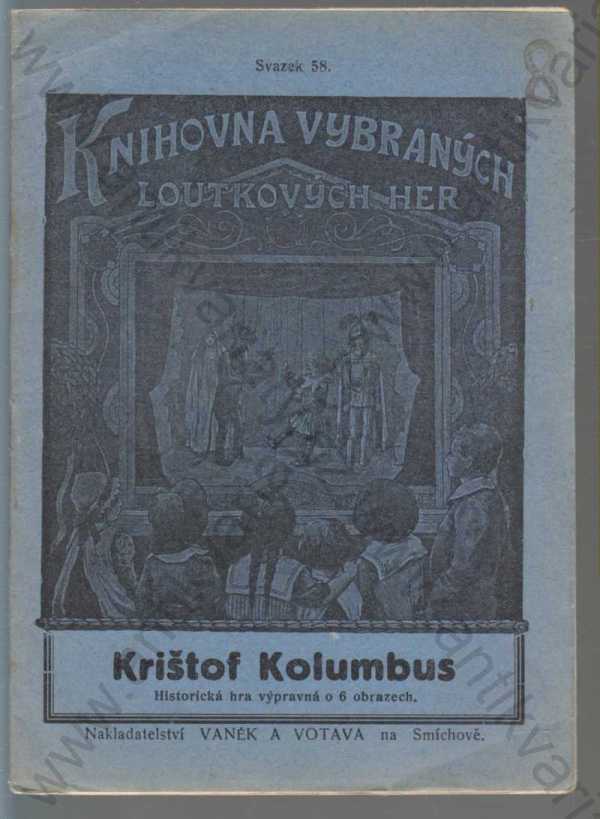 Svazek 58.
KNIHOVNA VYBRANÝCH
LOUTKOVÝCH HER
Krištof Kolumbus
Historická hra výpravná o 6 obrazech.
Nakladatelství VANĚK A VOTAVA na Smíchově.